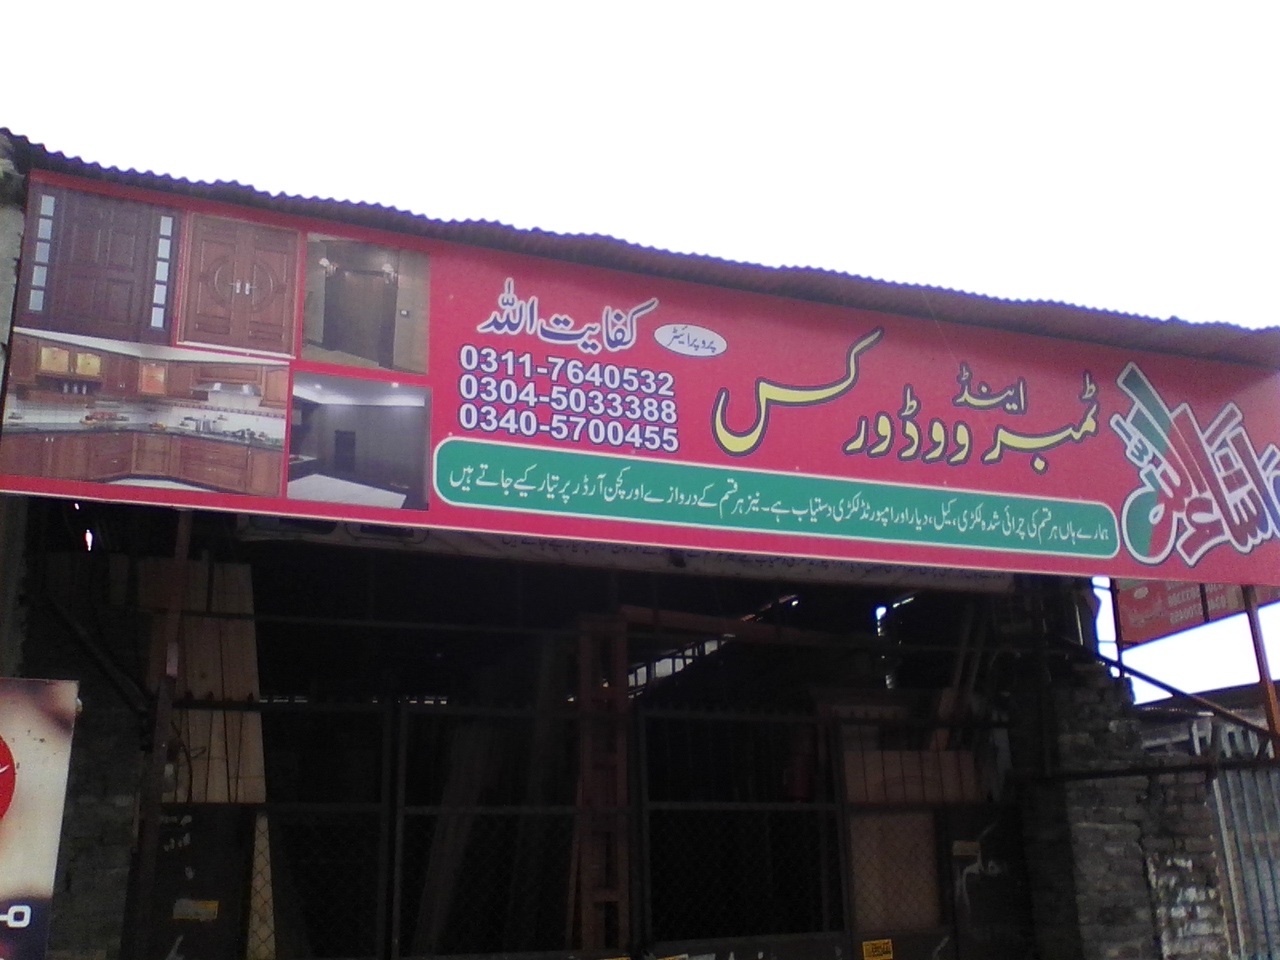 ٹمبر اینڈ ووڈ ورکس
پروپرائیٹر
کفایت اللہ
0311-7640532
0304-5033388
0340-5700455
ہمارے ہاں ہر قسم کی چرائی شدہ لکڑی، کیل، دیار اور امپورٹڈ لکڑی دستیاب ہے۔ نیز ہر قسم کے دروازے اور کچن آرڈر پر تیار کیے جاتے ہیں